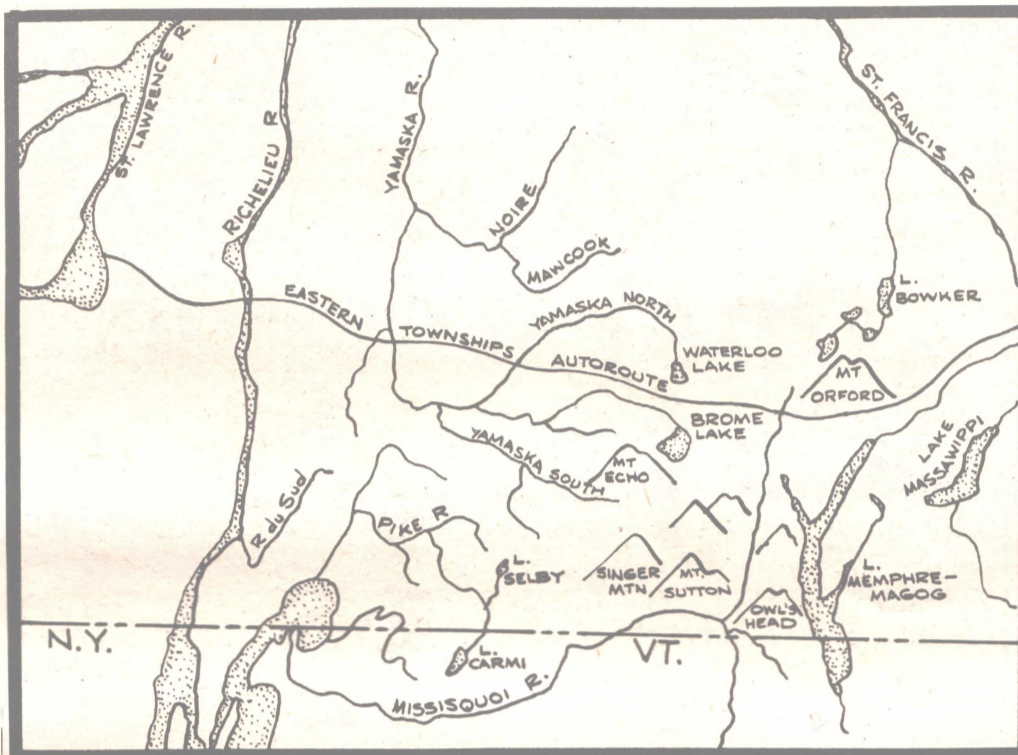 ST. LAWRENCE R.
RICHELIEU R
YAMASKA R.
ST. FRANCIS R.
NOIRE
MAWCOOK
L.
BOWKER
EASTERN
TOWNSHIPS
AUTOROUTE
YAMASKA NORTH
WATERLOO
LAKE
MT
ORFORD
BROME
LAKE
LAKE
MASSAWIPPI
YAMASKA SOUTH
MT
ECHO
R du Sud
PIKE R
L.
SELBY
SINGER
MTN
MT.
SUTTON
L.
MEMPHRE-
MAGOG
OWL'S
HEAD
N.Y.
VT.
L.
CARMI
MISSISQUOI R.